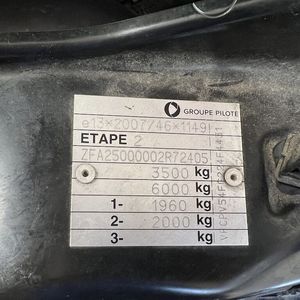 GROUPE PILOTE
e13*2007/46*1149
ETAPE 2
ZFA25000002R72405
3500 kg
6000 kg
1- 1960 kg
2- 2000 kg
3- kg